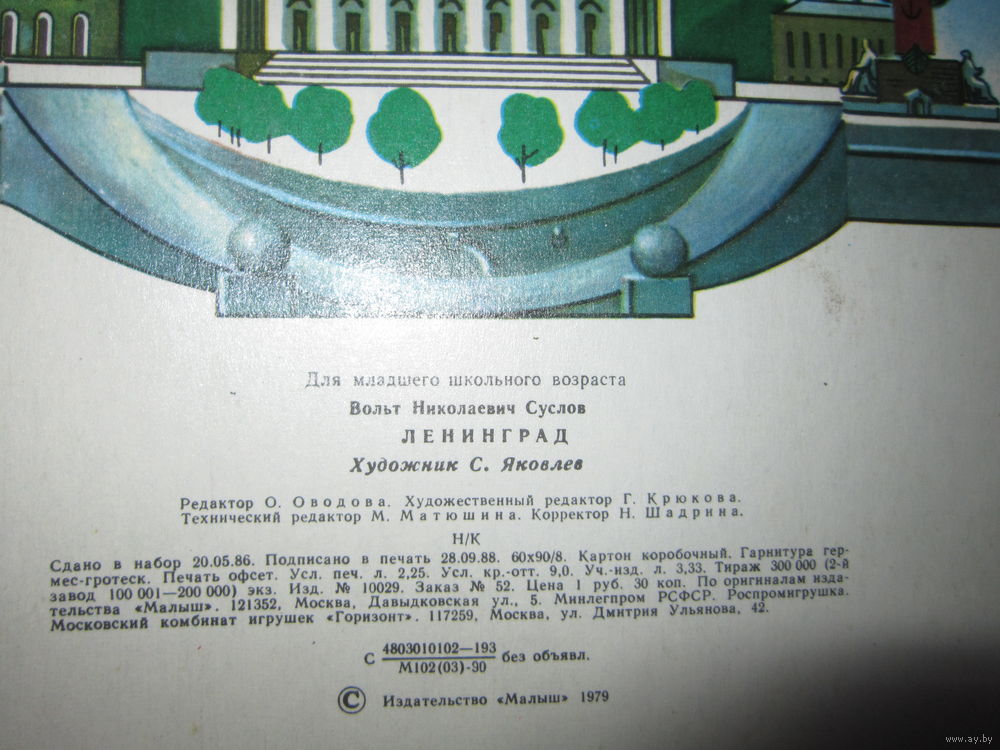 Для младшего школьного возраста
Вольт Николаевич Суслов
ЛЕНИНГРАД
Художник С. Яковлев
Редактор О. Оводова. Художественный редактор Г. Крюкова.
Технический редактор М. Матюшина. Корректор Н. Шадрина.
Н/К
Сдано в набор 20.05.86. Подписано в печать 28.09.88. 60х90/8. Картон коробочный. Гарнитура гер-
мес-гротеск. Печать офсет. Усл. печ. л. 2,25. Усл. кр.-отт. 9,0. Уч.-изд. л. 3,33. Тираж 300 000 (2-й
завод 100 001—200 000) экз. Изд. № 10029. Заказ № 52. Цена 1 руб. 30 коп. По оригиналам изда-
тельства «Малыш». 121352, Москва, Давыдковская ул., 5. Минлегпром РСФСР. Роспромигрушка.
Московский комбинат игрушек «Горизонт». 117259, Москва, ул. Дмитрия Ульянова, 42.
С 4803010102—193 без объявл.
М102(03)-90
© Издательство «Малыш» 1979
www.ay.by